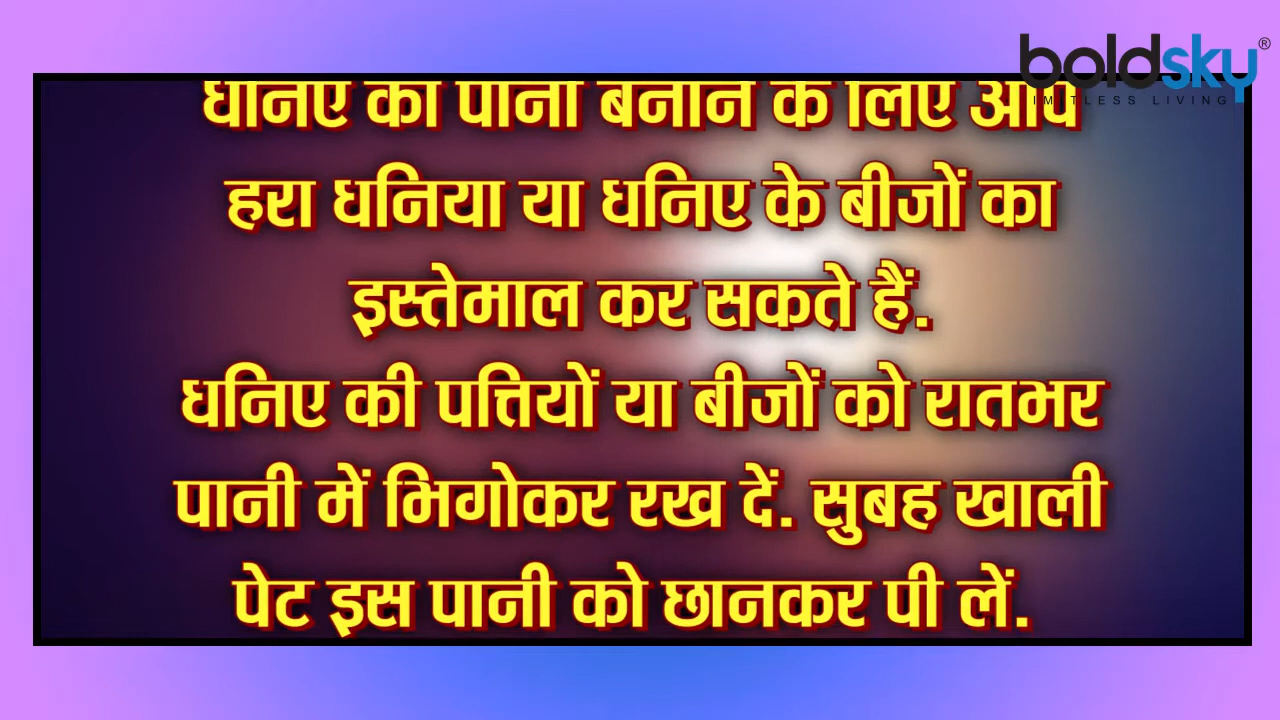 boldsky®
IMITLESS LIVING
धनिए का पानी बनाने के लिए आप
हरा धनिया या धनिए के बीजों का
इस्तेमाल कर सकते हैं.
धनिए की पत्तियों या बीजों को रातभर
पानी में भिगोकर रख दें. सुबह खाली
पेट इस पानी को छानकर पी लें.